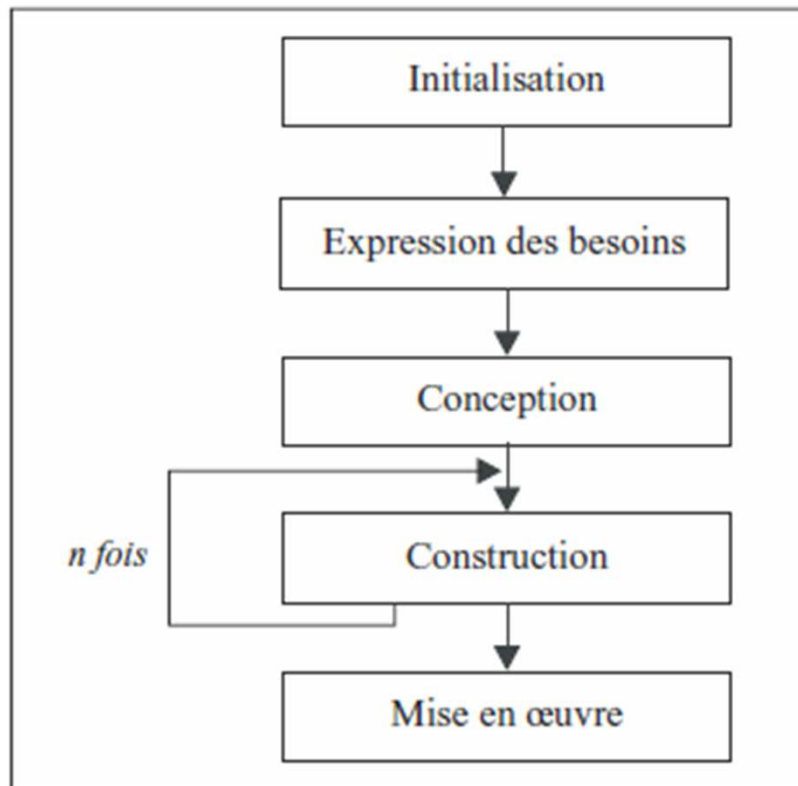 Initialisation
Expression des besoins
Conception
n fois
Construction
Mise en œuvre